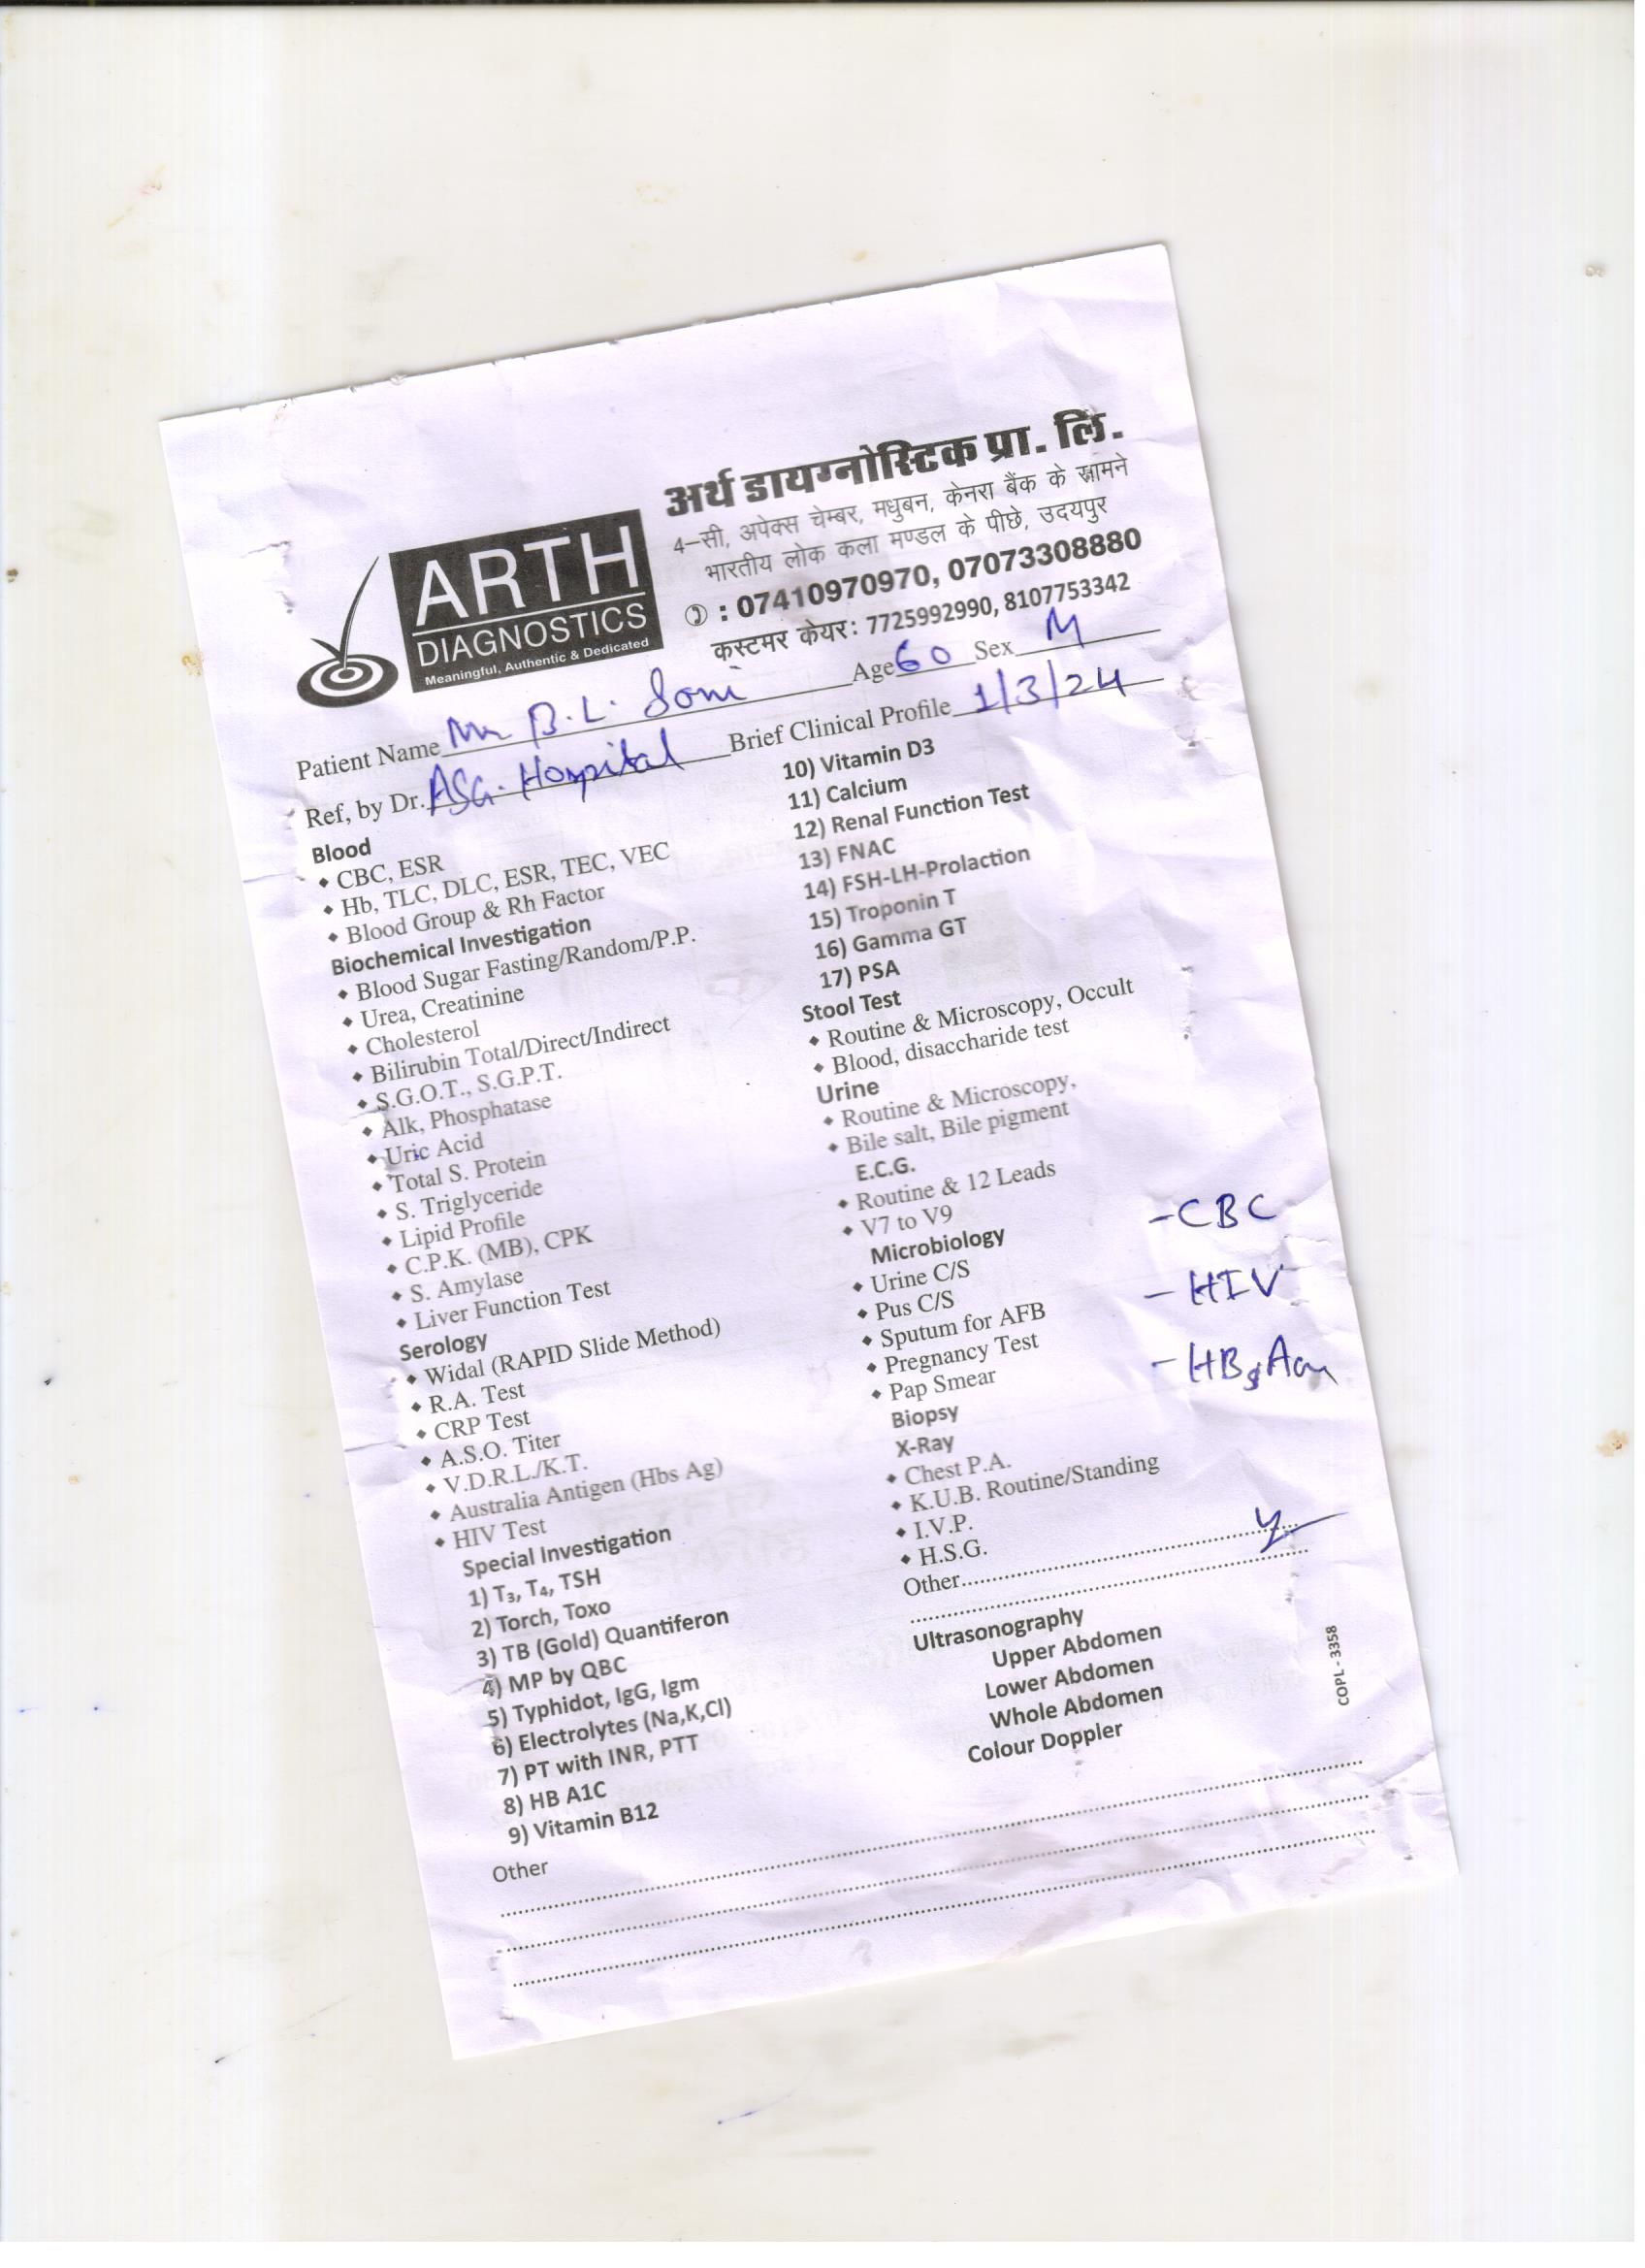 अर्थ डायग्नोस्टिक प्रा. लि.
4-सी, अपेक्स चेम्बर, मधुबन, केनरा बैंक के सामने
भारतीय लोक कला मण्डल के पीछे, उदयपुर
: 07410970970, 07073308880
कस्टमर केयर: 7725992990, 8107753342
ARTH
DIAGNOSTICS
Meaningful, Authentic & Dedicated
Patient Name Mr B.L. Soni Age 60 Sex M
Ref, by Dr. ASG. Hospital Brief Clinical Profile 1/3/24
Blood
• CBC, ESR
• Hb, TLC, DLC, ESR, TEC, VEC
• Blood Group & Rh Factor
Biochemical Investigation
• Blood Sugar Fasting/Random/P.P.
• Urea, Creatinine
• Cholesterol
• Bilirubin Total/Direct/Indirect
• S.G.O.T., S.G.P.T.
• Alk, Phosphatase
• Uric Acid
• Total S. Protein
• S. Triglyceride
• Lipid Profile
• C.P.K. (MB), CPK
• S. Amylase
• Liver Function Test
Serology
• Widal (RAPID Slide Method)
• R.A. Test
• CRP Test
• A.S.O. Titer
• V.D.R.L./K.T.
• Australia Antigen (Hbs Ag)
• HIV Test
Special Investigation
1) T₃, T₄, TSH
2) Torch, Toxo
3) TB (Gold) Quantiferon
4) MP by QBC
5) Typhidot, IgG, Igm
6) Electrolytes (Na,K,Cl)
7) PT with INR, PTT
8) HB A1C
9) Vitamin B12
Other
10) Vitamin D3
11) Calcium
12) Renal Function Test
13) FNAC
14) FSH-LH-Prolaction
15) Troponin T
16) Gamma GT
17) PSA
Stool Test
• Routine & Microscopy, Occult
• Blood, disaccharide test
Urine
• Routine & Microscopy,
• Bile salt, Bile pigment
E.C.G.
• Routine & 12 Leads
• V7 to V9
Microbiology
• Urine C/S
• Pus C/S
• Sputum for AFB
• Pregnancy Test
• Pap Smear
Biopsy
X-Ray
• Chest P.A.
• K.U.B. Routine/Standing
• I.V.P.
• H.S.G.
Other
Ultrasonography
Upper Abdomen
Lower Abdomen
Whole Abdomen
Colour Doppler
- CBC
- HIV
- HBsAg
COPL - 3358